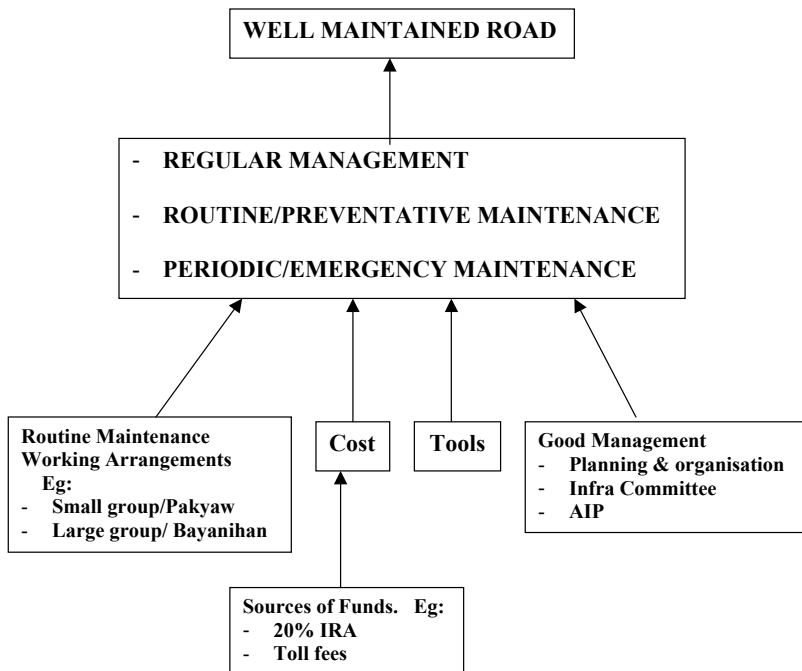 WELL MAINTAINED ROAD
- REGULAR MANAGEMENT
- ROUTINE/PREVENTATIVE MAINTENANCE
- PERIODIC/EMERGENCY MAINTENANCE
Routine Maintenance
Working Arrangements
Eg:
- Small group/Pakyaw
- Large group/ Bayanihan
Cost
Tools
Good Management
- Planning & organisation
- Infra Committee
- AIP
Sources of Funds. Eg:
- 20% IRA
- Toll fees